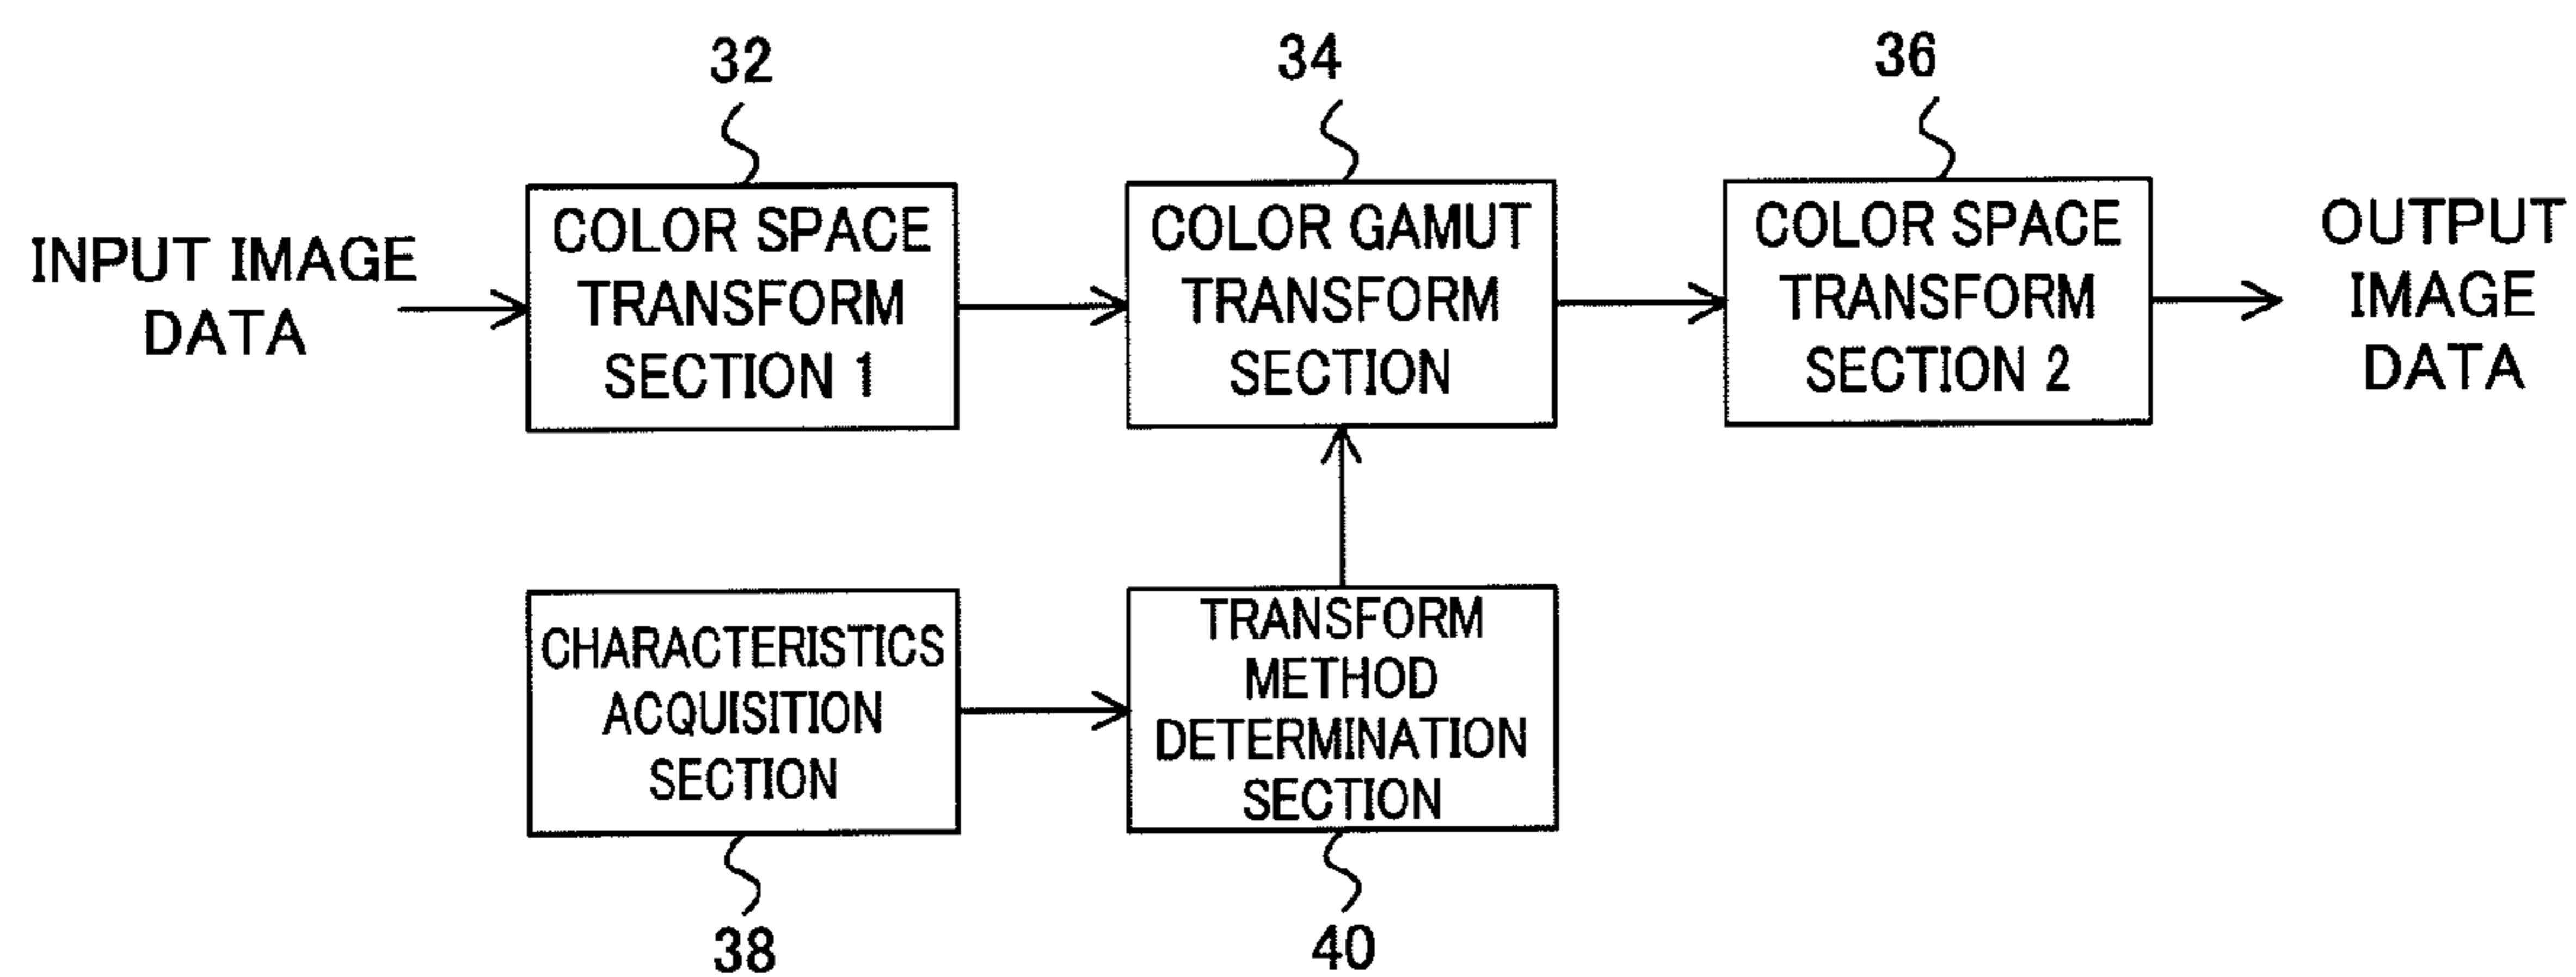 32
34
36
INPUT IMAGE
DATA
COLOR SPACE
TRANSFORM
SECTION 1
COLOR GAMUT
TRANSFORM
SECTION
COLOR SPACE
TRANSFORM
SECTION 2
OUTPUT
IMAGE
DATA
CHARACTERISTICS
ACQUISITION
SECTION
TRANSFORM
METHOD
DETERMINATION
SECTION
38
40